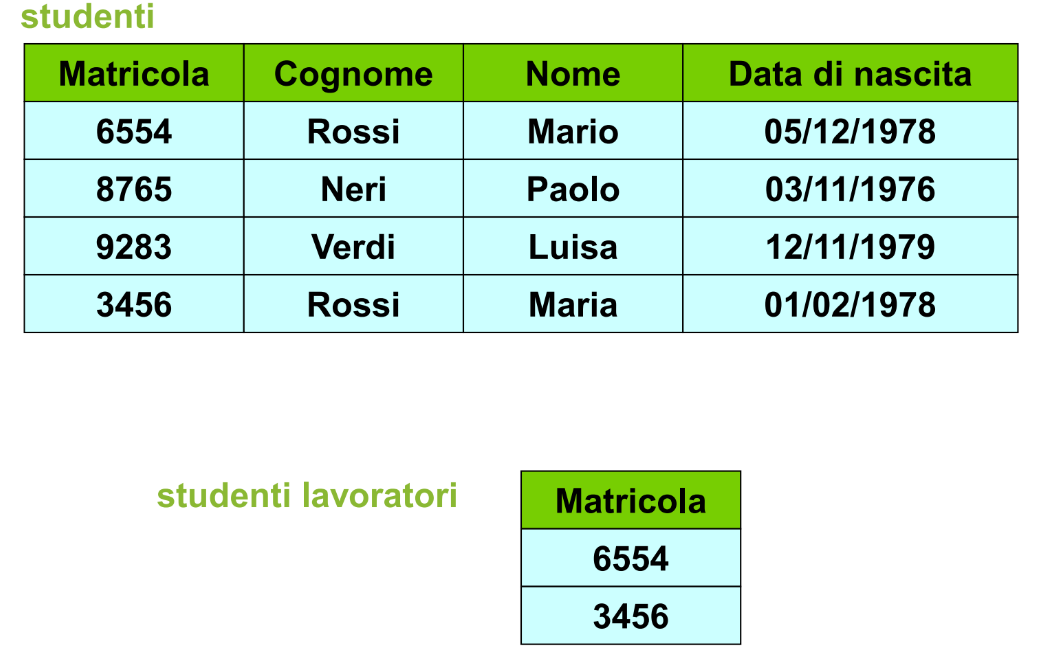 studenti
Matricola Cognome Nome Data di nascita
6554 Rossi Mario 05/12/1978
8765 Neri Paolo 03/11/1976
9283 Verdi Luisa 12/11/1979
3456 Rossi Maria 01/02/1978
studenti lavoratori
Matricola
6554
3456